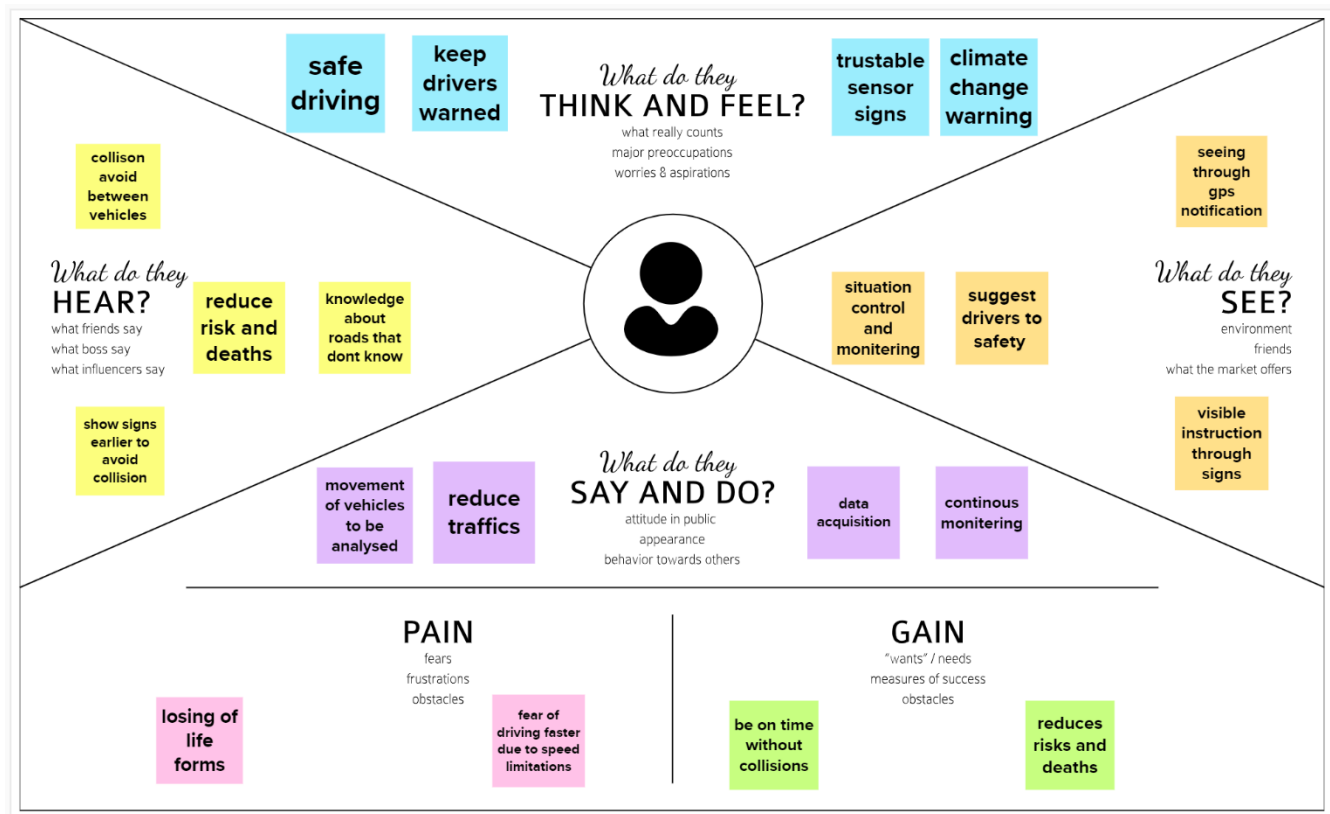 safe
driving
keep
drivers
warned
What do they
THINK AND FEEL?
what really counts
major preoccupations
worries & aspirations
trustable
sensor
signs
climate
change
warning
collison
avoid
between
vehicles
What do they
HEAR?
what friends say
what boss say
what influencers say
reduce
risk and
deaths
knowledge
about
roads that
dont know
show signs
earlier to
avoid
collision
seeing
through
gps
notification
situation
control
and
monitering
suggest
drivers to
safety
What do they
SEE?
environment
friends
what the market offers
visible
instruction
through
signs
movement
of vehicles
to be
analysed
reduce
traffics
What do they
SAY AND DO?
attitude in public
appearance
behavior towards others
data
acquisition
continous
monitering
PAIN
fears
frustrations
obstacles
losing of
life
forms
fear of
driving faster
due to speed
limitations
GAIN
"wants" / needs
measures of success
obstacles
be on time
without
collisions
reduces
risks and
deaths